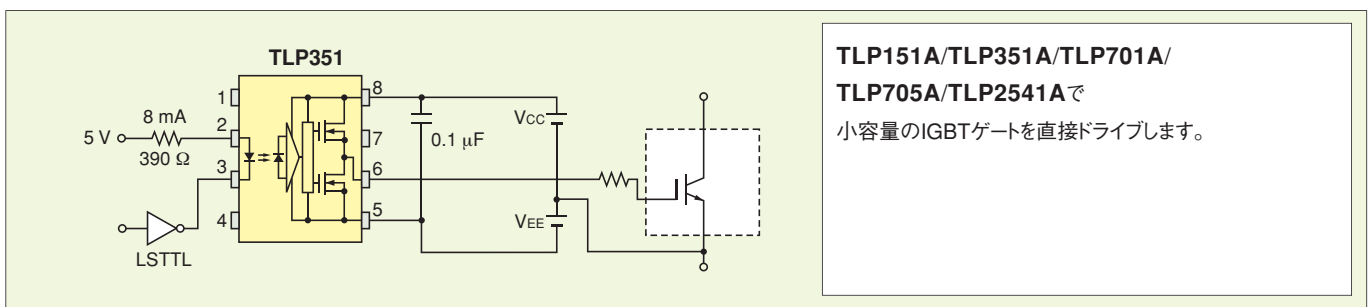 TLP351
1
2
3
4
8
7
6
5
8 mA
5 V
390 Ω
LSTTL
0.1 μF
VCC
VEE
TLP151A/TLP351A/TLP701A/
TLP705A/TLP2541Aで
小容量のIGBTゲートを直接ドライブします。